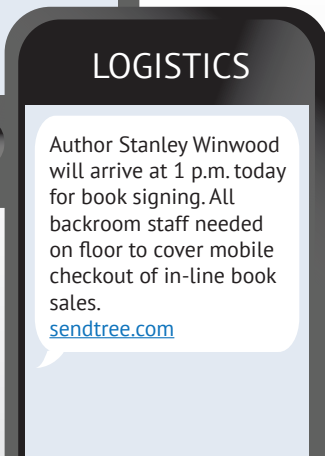 LOGISTICS
Author Stanley Winwood
will arrive at 1 p.m. today
for book signing. All
backroom staff needed
on floor to cover mobile
checkout of in-line book
sales.
sendtree.com